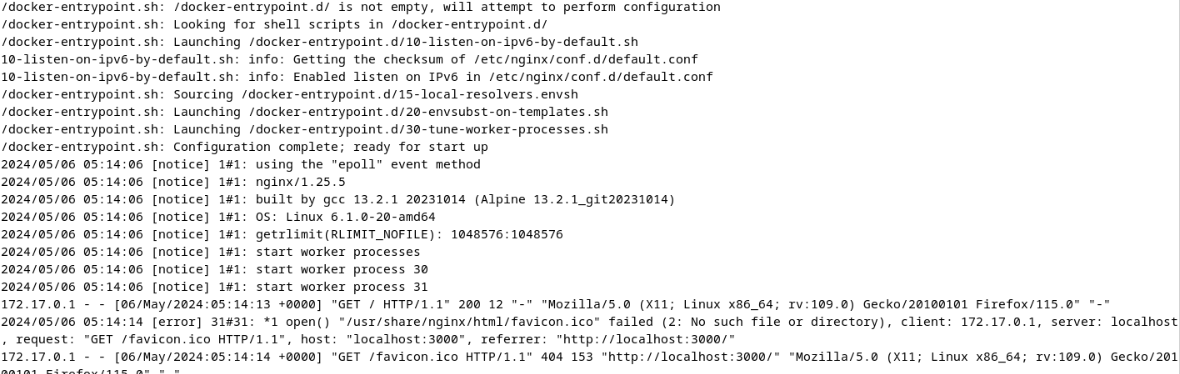 /docker-entrypoint.sh: /docker-entrypoint.d/ is not empty, will attempt to perform configuration
/docker-entrypoint.sh: Looking for shell scripts in /docker-entrypoint.d/
/docker-entrypoint.sh: Launching /docker-entrypoint.d/10-listen-on-ipv6-by-default.sh
10-listen-on-ipv6-by-default.sh: info: Getting the checksum of /etc/nginx/conf.d/default.conf
10-listen-on-ipv6-by-default.sh: info: Enabled listen on IPv6 in /etc/nginx/conf.d/default.conf
/docker-entrypoint.sh: Sourcing /docker-entrypoint.d/15-local-resolvers.envsh
/docker-entrypoint.sh: Launching /docker-entrypoint.d/20-envsubst-on-templates.sh
/docker-entrypoint.sh: Launching /docker-entrypoint.d/30-tune-worker-processes.sh
/docker-entrypoint.sh: Configuration complete; ready for start up
2024/05/06 05:14:06 [notice] 1#1: using the "epoll" event method
2024/05/06 05:14:06 [notice] 1#1: nginx/1.25.5
2024/05/06 05:14:06 [notice] 1#1: built by gcc 13.2.1 20231014 (Alpine 13.2.1_git20231014)
2024/05/06 05:14:06 [notice] 1#1: OS: Linux 6.1.0-20-amd64
2024/05/06 05:14:06 [notice] 1#1: getrlimit(RLIMIT_NOFILE): 1048576:1048576
2024/05/06 05:14:06 [notice] 1#1: start worker processes
2024/05/06 05:14:06 [notice] 1#1: start worker process 30
2024/05/06 05:14:06 [notice] 1#1: start worker process 31
172.17.0.1 - - [06/May/2024:05:14:13 +0000] "GET / HTTP/1.1" 200 12 "-" "Mozilla/5.0 (X11; Linux x86_64; rv:109.0) Gecko/20100101 Firefox/115.0" "-"
2024/05/06 05:14:14 [error] 31#31: *1 open() "/usr/share/nginx/html/favicon.ico" failed (2: No such file or directory), client: 172.17.0.1, server: localhost
, request: "GET /favicon.ico HTTP/1.1", host: "localhost:3000", referrer: "http://localhost:3000/"
172.17.0.1 - - [06/May/2024:05:14:14 +0000] "GET /favicon.ico HTTP/1.1" 404 153 "http://localhost:3000/" "Mozilla/5.0 (X11; Linux x86_64; rv:109.0) Gecko/201
00101 Firefox/115.0" "-"